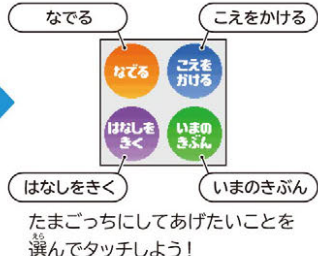 なでる
こえをかける
なでる
こえを
かける
はなしを
きく
いまの
きぶん
はなしをきく
いまのきぶん
たまごっちにしてあげたいことを
えら
選んでタッチしよう!